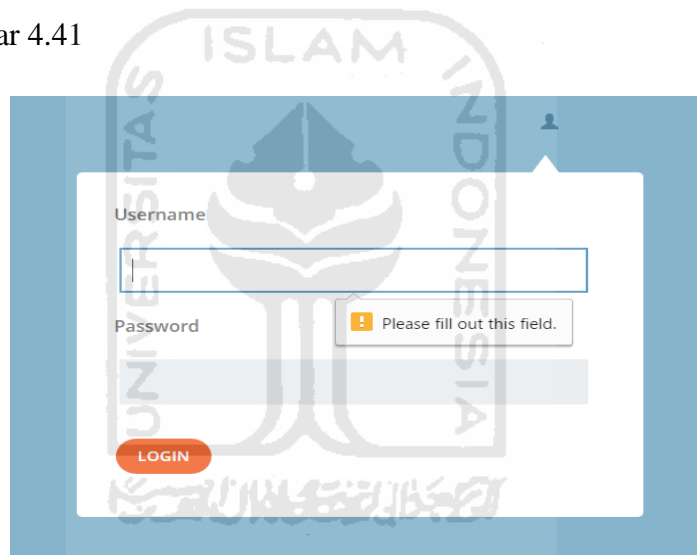 ar 4.41
UNIVERSITAS
ISLAM
INDONESIA
Username
Password
! Please fill out this field.
LOGIN